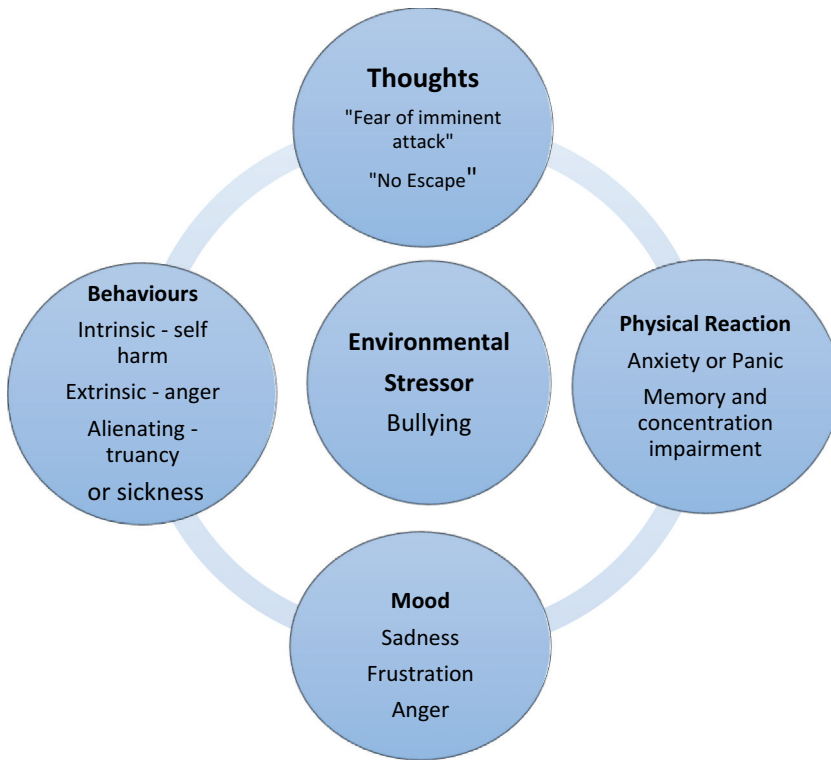 Thoughts
"Fear of imminent
attack"
"No Escape"
Behaviours
Intrinsic - self
harm
Extrinsic - anger
Alienating -
truancy
or sickness
Environmental
Stressor
Bullying
Physical Reaction
Anxiety or Panic
Memory and
concentration
impairment
Mood
Sadness
Frustration
Anger